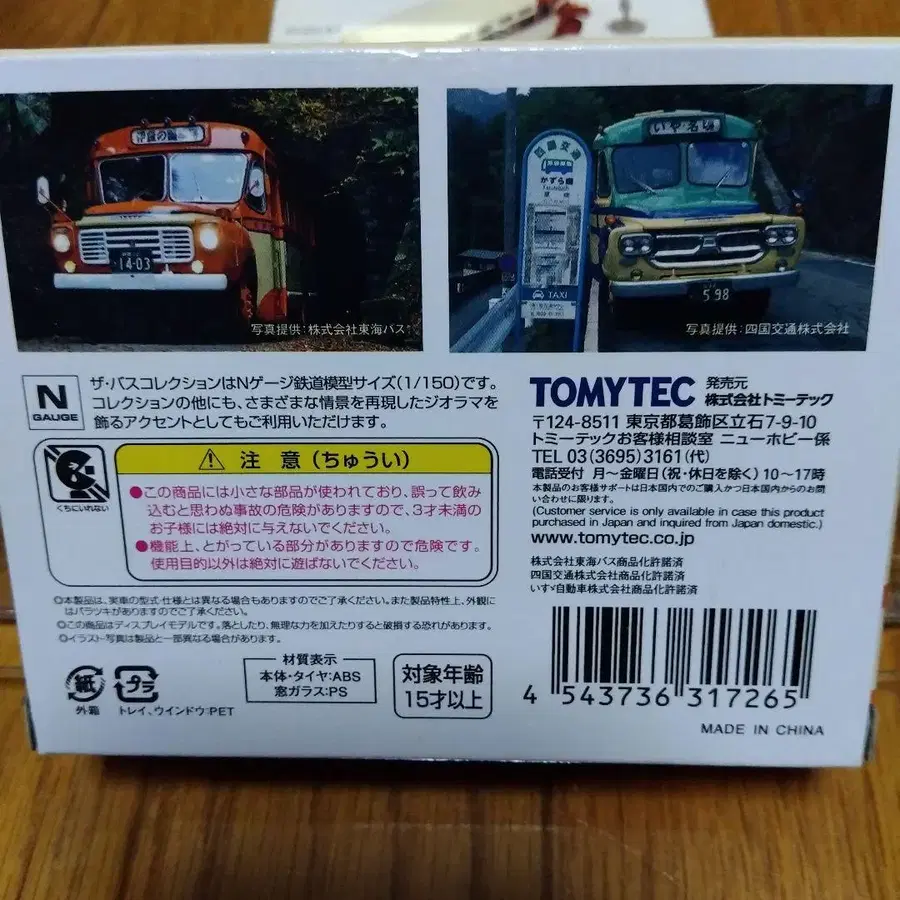 1403
写真提供:株式会社東海バス
四國交通
かずら橋
TAXI
いや名所
598
写真提供:四国交通株式会社
N
GAUGE
ザ・バスコレクションはNゲージ鉄道模型サイズ(1/150)です。
コレクションの他にも、さまざまな情景を再現したジオラマを
飾るアクセントとしてもご利用いただけます。
くちにいれない
注 意(ちゅうい)
●この商品には小さな部品が使われており、誤って飲み
込むと思わぬ事故の危険がありますので、3才未満の
お子様には絶対に与えないでください。
●機能上、とがっている部分がありますので危険です。
使用目的以外は絶対に遊ばないでください。
◎本製品は、実車の型式・仕様とは異なる場合もありますのでご了承ください。また製品特性上、外観に
はバラツキがありますのでご了承ください。
◎この商品はディスプレイモデルです。落としたり、無理な力を加えたりすると破損する恐れがあります。
◎イラスト写真は製品と一部異なる場合があります。
紙
外箱
プラ
トレイ、ウインドウ:PET
材質表示
本体・タイヤ:ABS
窓ガラス:PS
対象年齢
15才以上
TOMYTEC 発売元
株式会社トミーテック
〒124-8511 東京都葛飾区立石7-9-10
トミーテックお客様相談室 ニューホビー係
TEL 03(3695)3161(代)
電話受付 月~金曜日(祝・休日を除く)10~17時
本製品のお客様サポートは日本国内でのご購入かつ日本国内からのお問
い合わせに限ります。
(Customer service is only available in case this product
purchased in Japan and inquired from Japan domestic.)
www.tomytec.co.jp
株式会社東海バス商品化許諾済
四国交通株式会社商品化許諾済
いすゞ自動車株式会社商品化許諾済
4 543736 317265
MADE IN CHINA